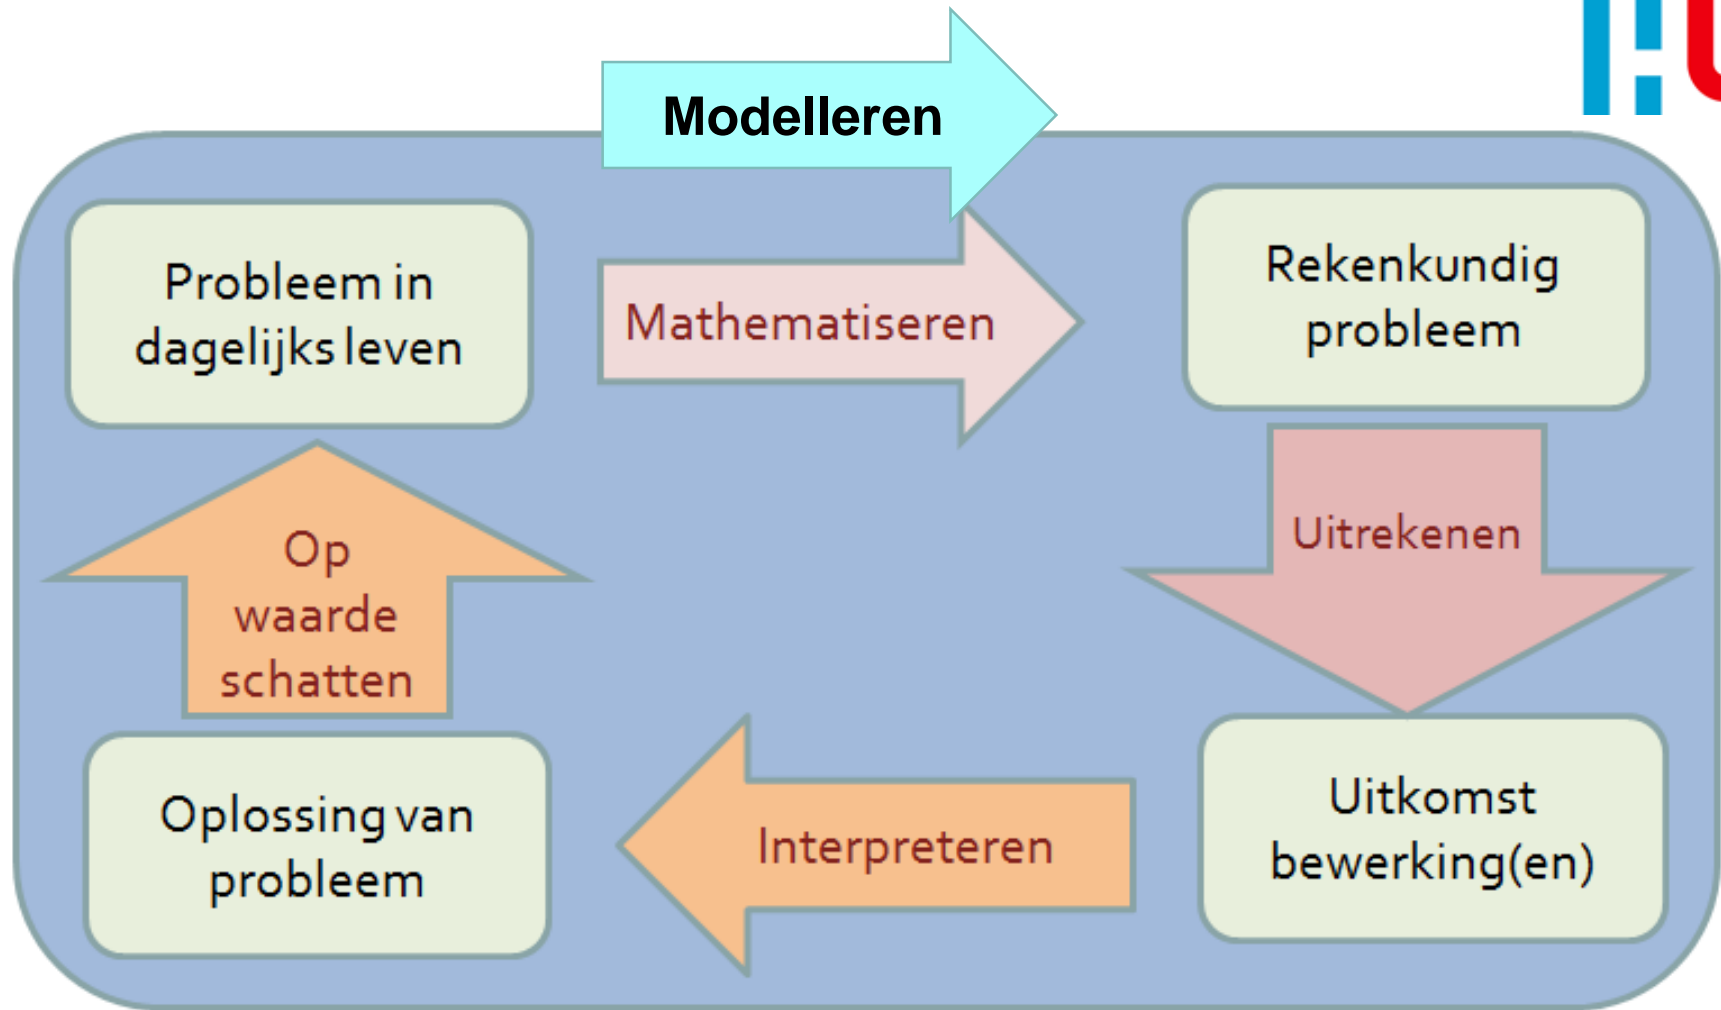 Modelleren
Probleem in
dagelijks leven
Mathematiseren
Rekenkundig
probleem
Uitrekenen
Uitkomst
bewerking(en)
Interpreteren
Oplossing van
probleem
Op
waarde
schatten